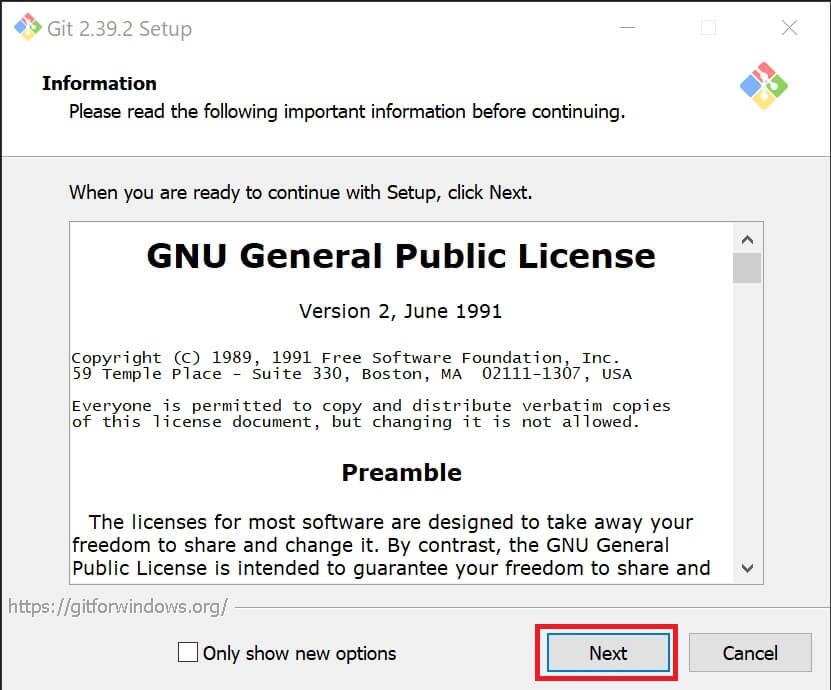 Git 2.39.2 Setup
Information
Please read the following important information before continuing.
When you are ready to continue with Setup, click Next.
GNU General Public License
Version 2, June 1991
Copyright (C) 1989, 1991 Free Software Foundation, Inc.
59 Temple Place - Suite 330, Boston, MA  02111-1307, USA
Everyone is permitted to copy and distribute verbatim copies
of this license document, but changing it is not allowed.
Preamble
The licenses for most software are designed to take away your
freedom to share and change it. By contrast, the GNU General
Public License is intended to guarantee your freedom to share and
https://gitforwindows.org/
Only show new options
Next
Cancel